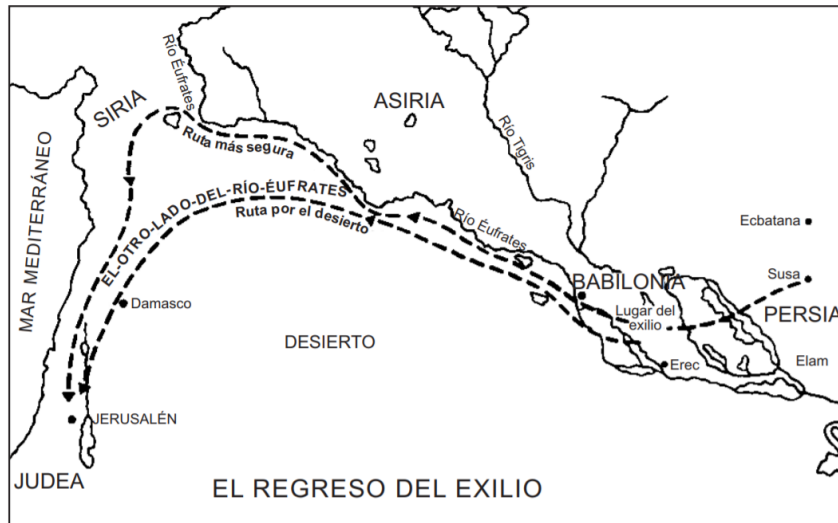 Río Éufrates
SIRIA
ASIRIA
MAR MEDITERRÁNEO
Ruta más segura
Río Tigris
EL-OTRO-LADO-DEL-RÍO-ÉUFRATES
Ruta por el desierto
Río Éufrates
Ecbatana
Susa
BABILONIA
Damasco
Lugar del
exilio
PERSIA
DESIERTO
Erec
Elam
JERUSALÉN
JUDEA
EL REGRESO DEL EXILIO